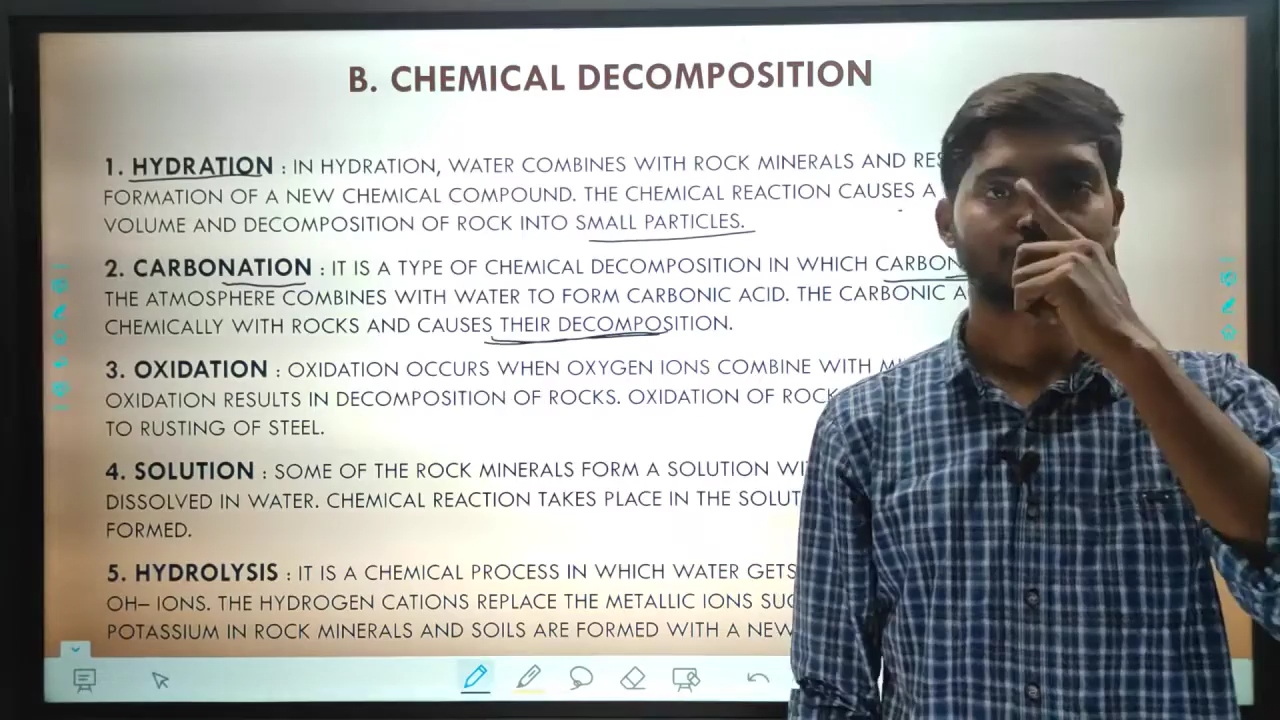 B. CHEMICAL DECOMPOSITION
1. HYDRATION : IN HYDRATION, WATER COMBINES WITH ROCK MINERALS AND
FORMATION OF A NEW CHEMICAL COMPOUND. THE CHEMICAL REACTION CAUSES A
VOLUME AND DECOMPOSITION OF ROCK INTO SMALL PARTICLES.
2. CARBONATION : IT IS A TYPE OF CHEMICAL DECOMPOSITION IN WHICH CARBON
THE ATMOSPHERE COMBINES WITH WATER TO FORM CARBONIC ACID. THE CARBONIC
CHEMICALLY WITH ROCKS AND CAUSES THEIR DECOMPOSITION.
3. OXIDATION : OXIDATION OCCURS WHEN OXYGEN IONS COMBINE WITH
OXIDATION RESULTS IN DECOMPOSITION OF ROCKS. OXIDATION OF ROCK
TO RUSTING OF STEEL.
4. SOLUTION : SOME OF THE ROCK MINERALS FORM A SOLUTION
DISSOLVED IN WATER. CHEMICAL REACTION TAKES PLACE IN THE
FORMED.
5. HYDROLYSIS : IT IS A CHEMICAL PROCESS IN WHICH WATER GETS
OH– IONS. THE HYDROGEN CATIONS REPLACE THE METALLIC IONS
POTASSIUM IN ROCK MINERALS AND SOILS ARE FORMED WITH A NEW